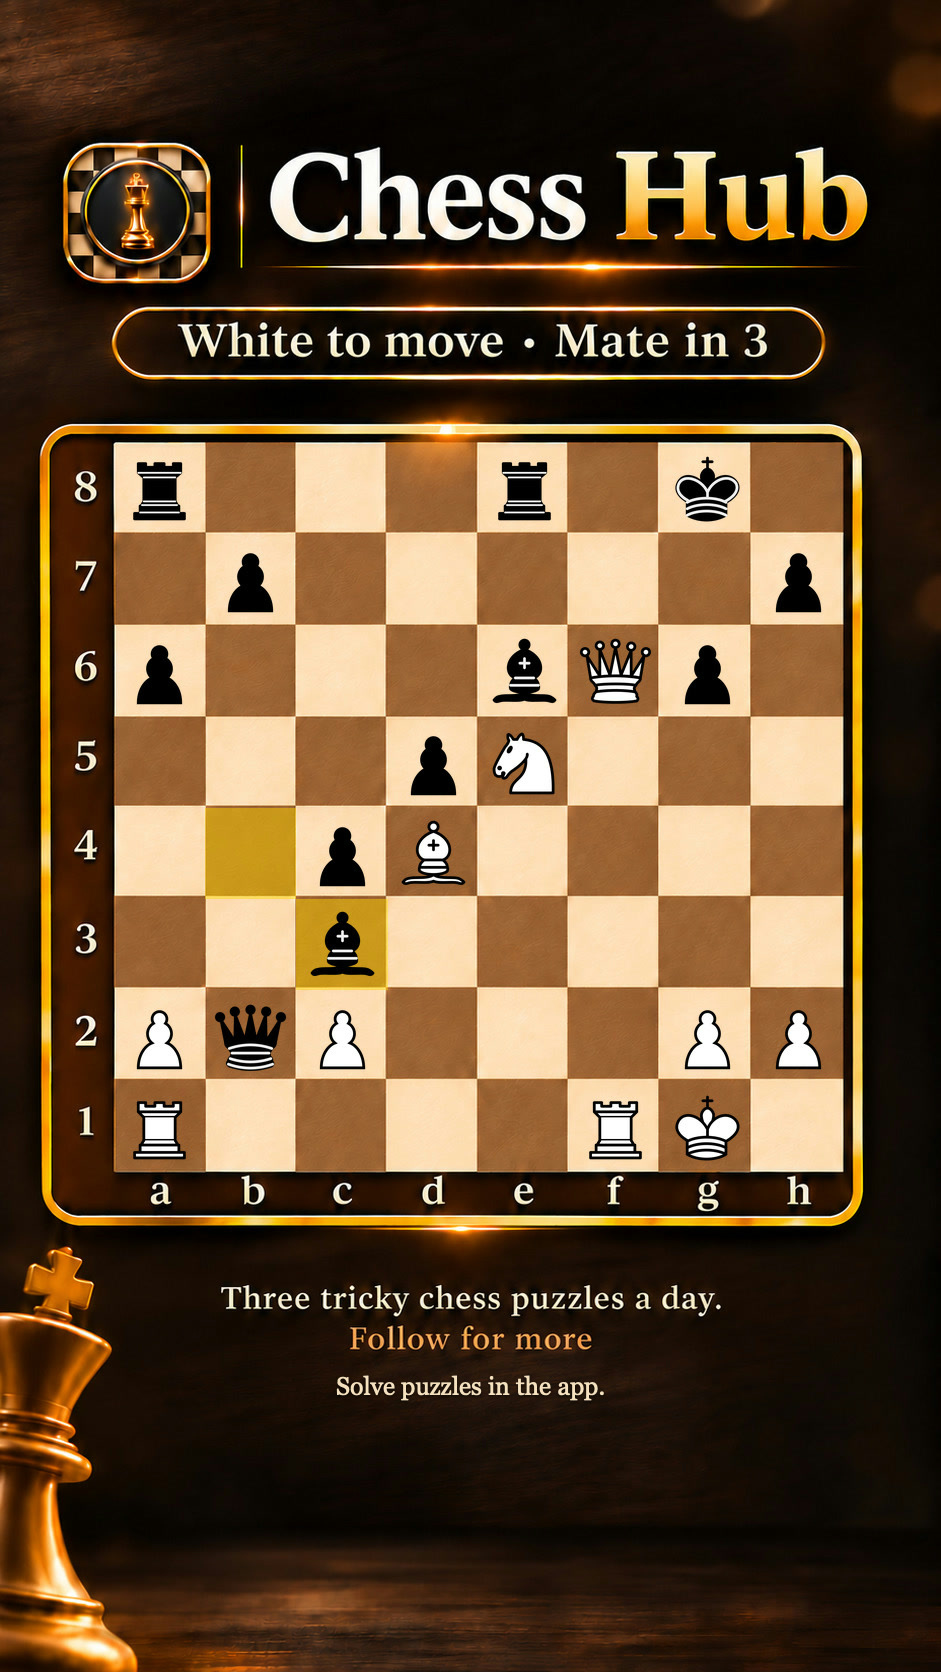 Chess Hub
White to move • Mate in 3
8
7
6
5
4
3
2
1
a b c d e f g h
Three tricky chess puzzles a day.
Follow for more
Solve puzzles in the app.